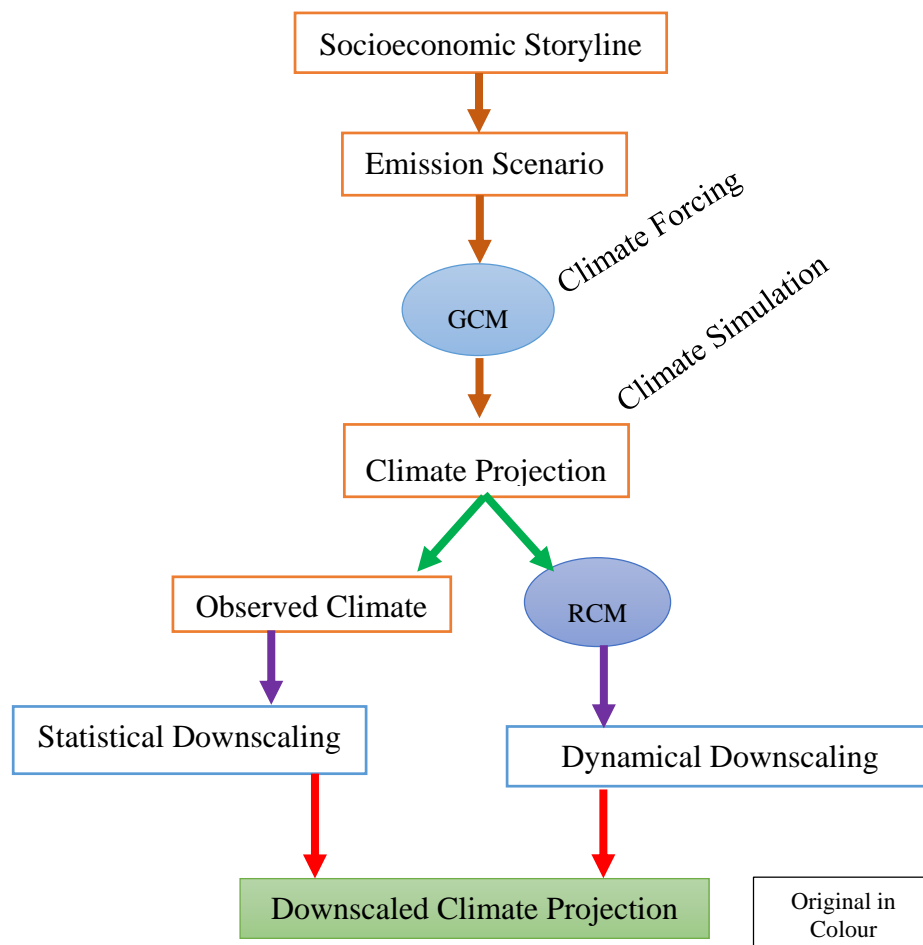 Socioeconomic Storyline
Emission Scenario
Climate Forcing
GCM
Climate Simulation
Climate Projection
Observed Climate
RCM
Statistical Downscaling
Dynamical Downscaling
Downscaled Climate Projection
Original in
Colour